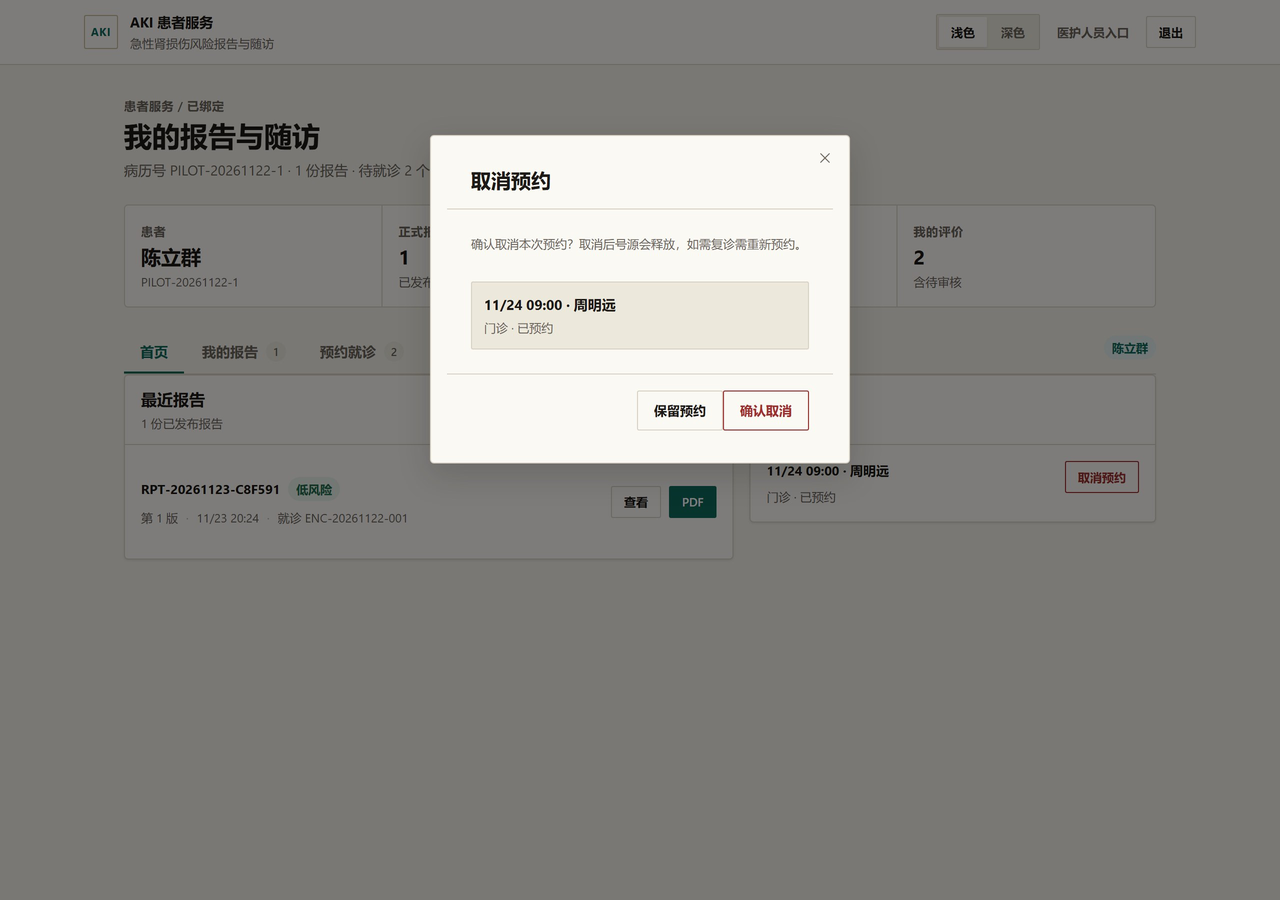 AKI
AKI 患者服务
急性肾损伤风险报告与随访
浅色
深色
医护人员入口
退出
患者服务 / 已绑定
我的报告与随访
病历号 PILOT-20261122-1 · 1 份报告 · 待就诊 2 个
患者
陈立群
PILOT-20261122-1
正式
1
已发
我的评价
2
含待审核
首页
我的报告 1
预约就诊 2
陈立群
取消预约
确认取消本次预约？取消后号源会释放，如需复诊需重新预约。
11/24 09:00 · 周明远
门诊 · 已预约
保留预约
确认取消
最近报告
1 份已发布报告
RPT-20261123-C8F591 低风险
第 1 版 · 11/23 20:24 · 就诊 ENC-20261122-001
查看
PDF
11/24 09:00 · 周明远
门诊 · 已预约
取消预约